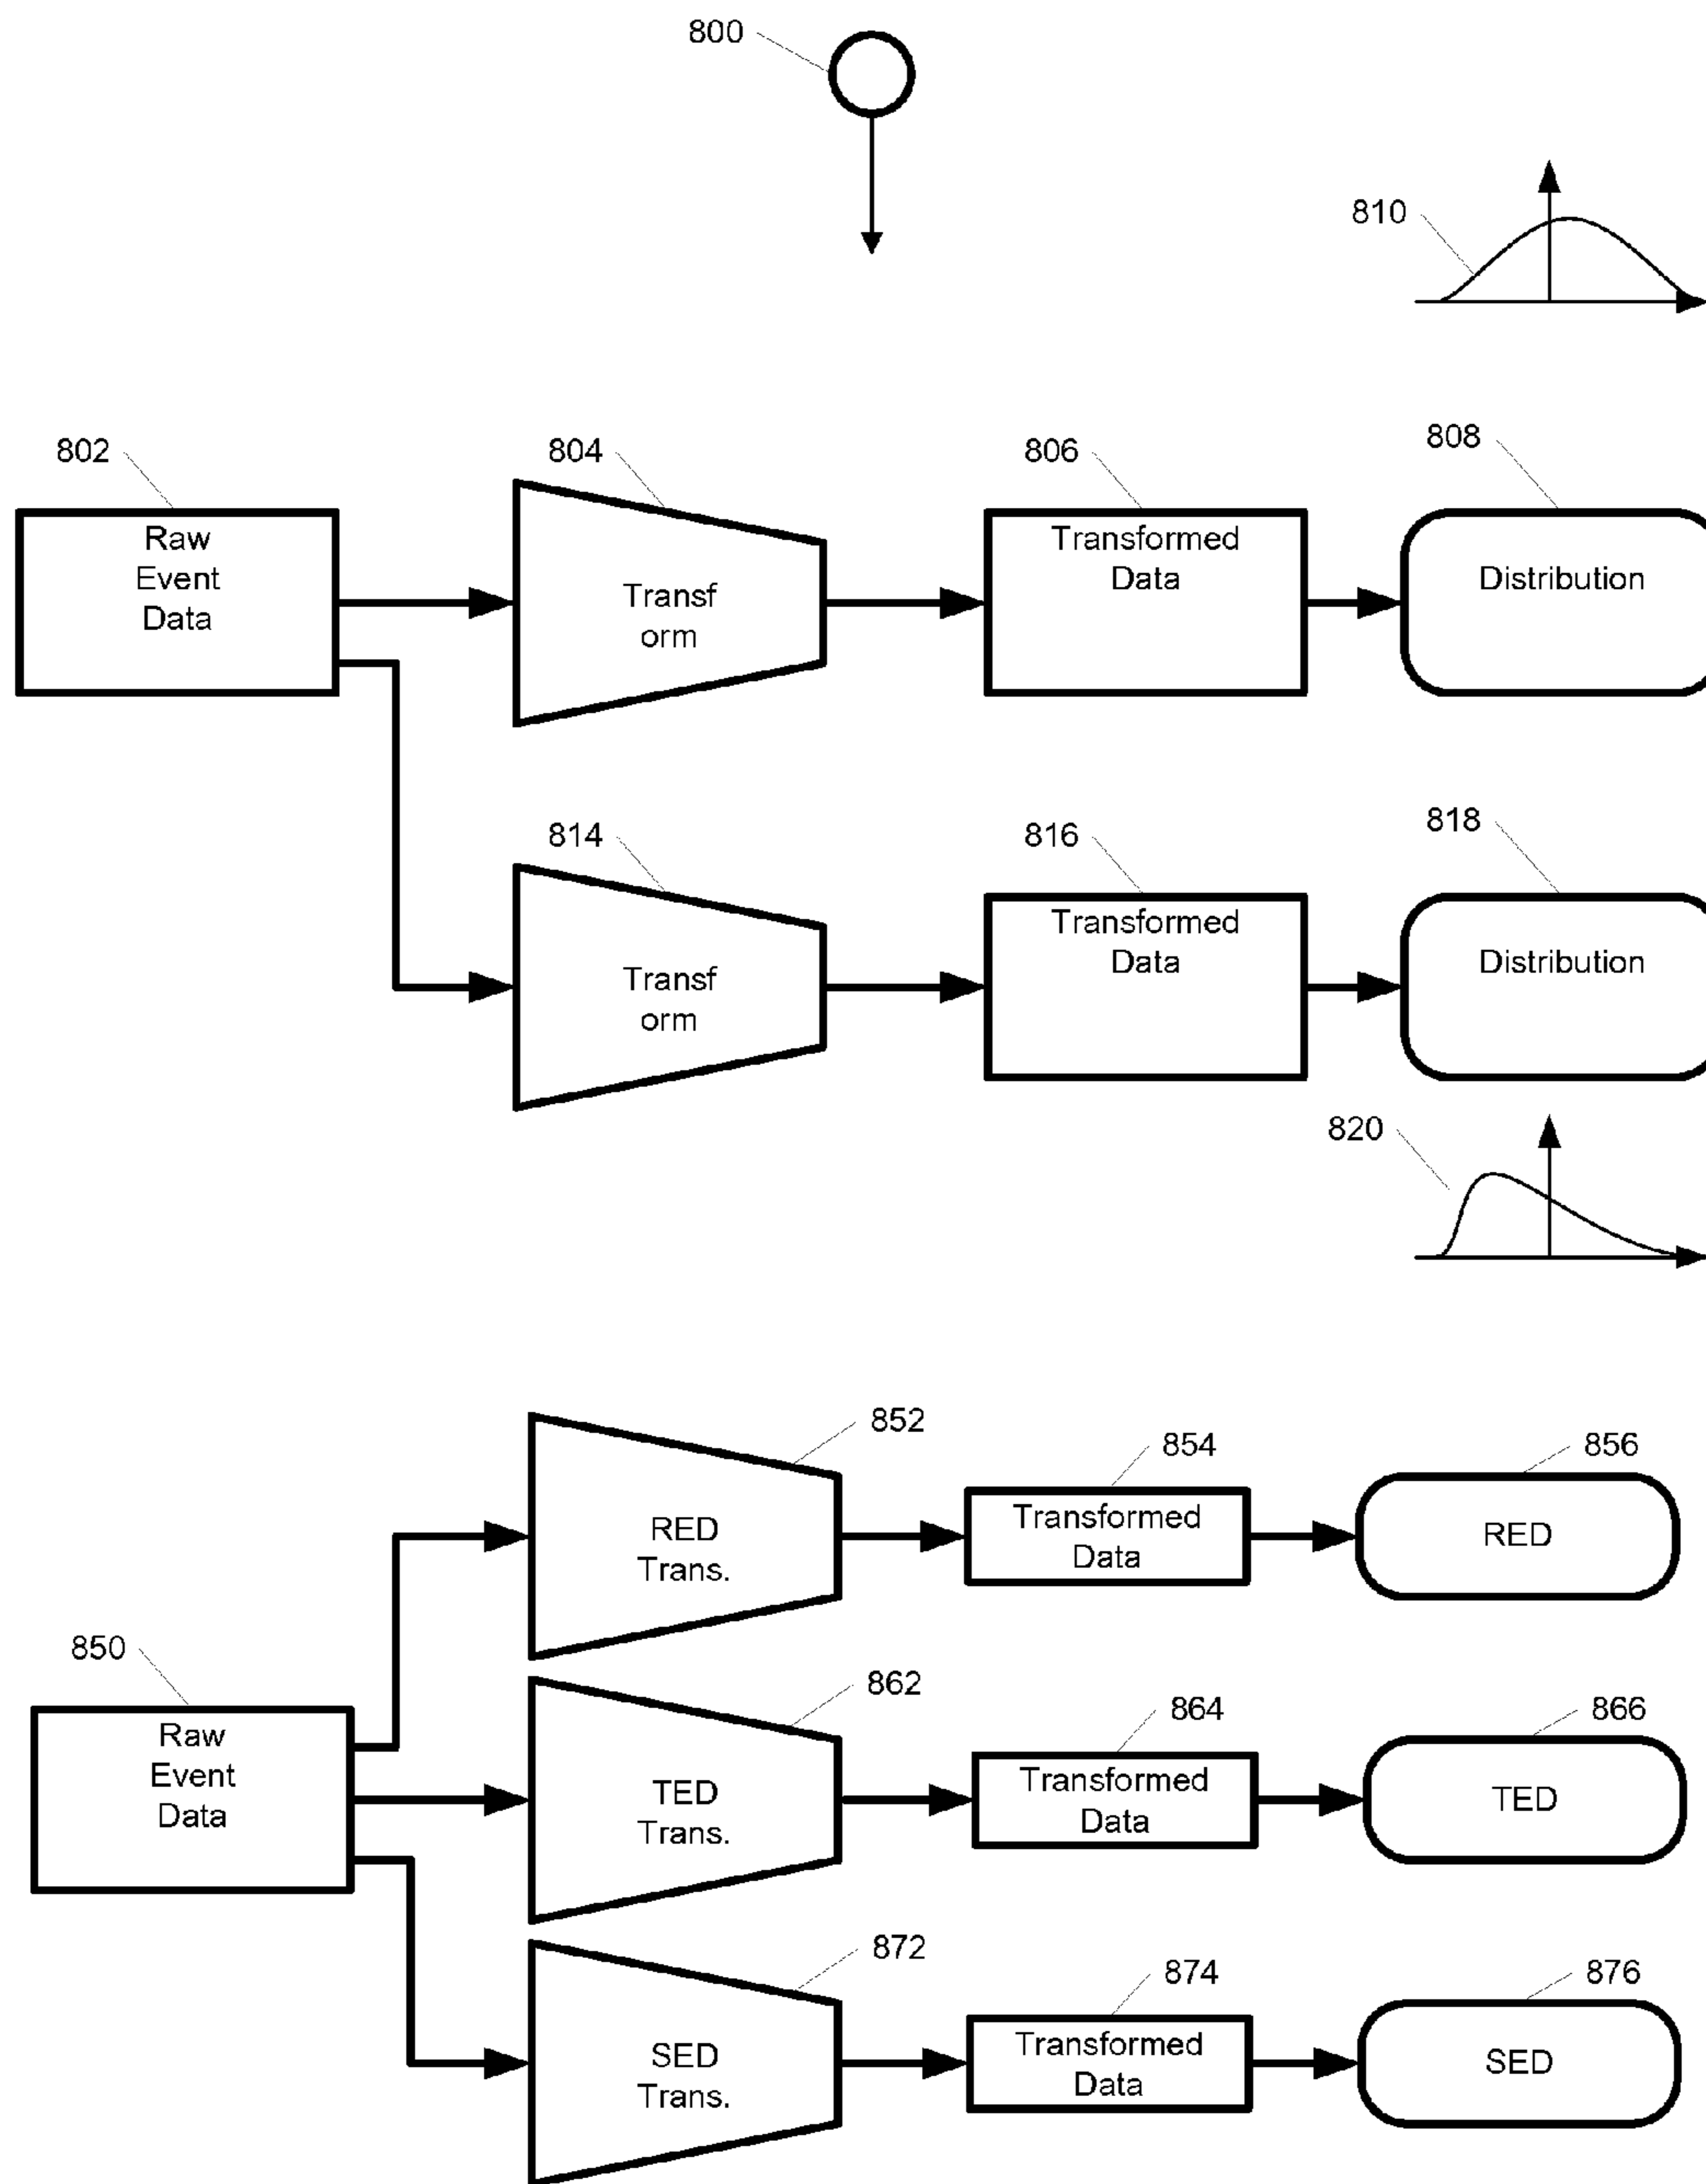 800
810
802
804
806
808
Raw
Event
Data
Transf
orm
Transformed
Data
Distribution
814
816
818
Transf
orm
Transformed
Data
Distribution
820
852
854
856
RED
Trans.
Transformed
Data
RED
850
Raw
Event
Data
862
864
866
TED
Trans.
Transformed
Data
TED
872
874
876
SED
Trans.
Transformed
Data
SED